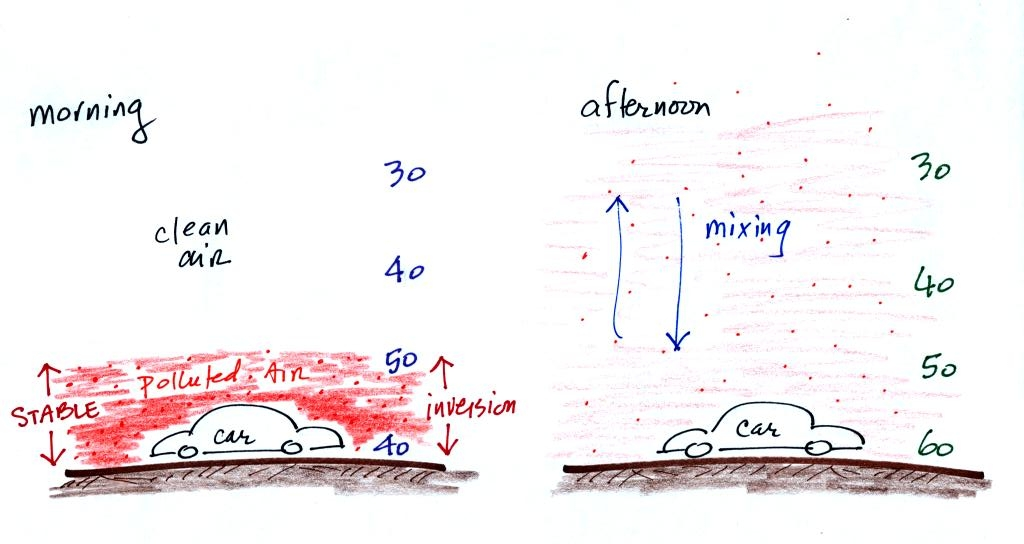 morning
30
clean
air
40
50
Polluted Air
STABLE
inversion
car
40
afternoon
30
mixing
40
50
car
60